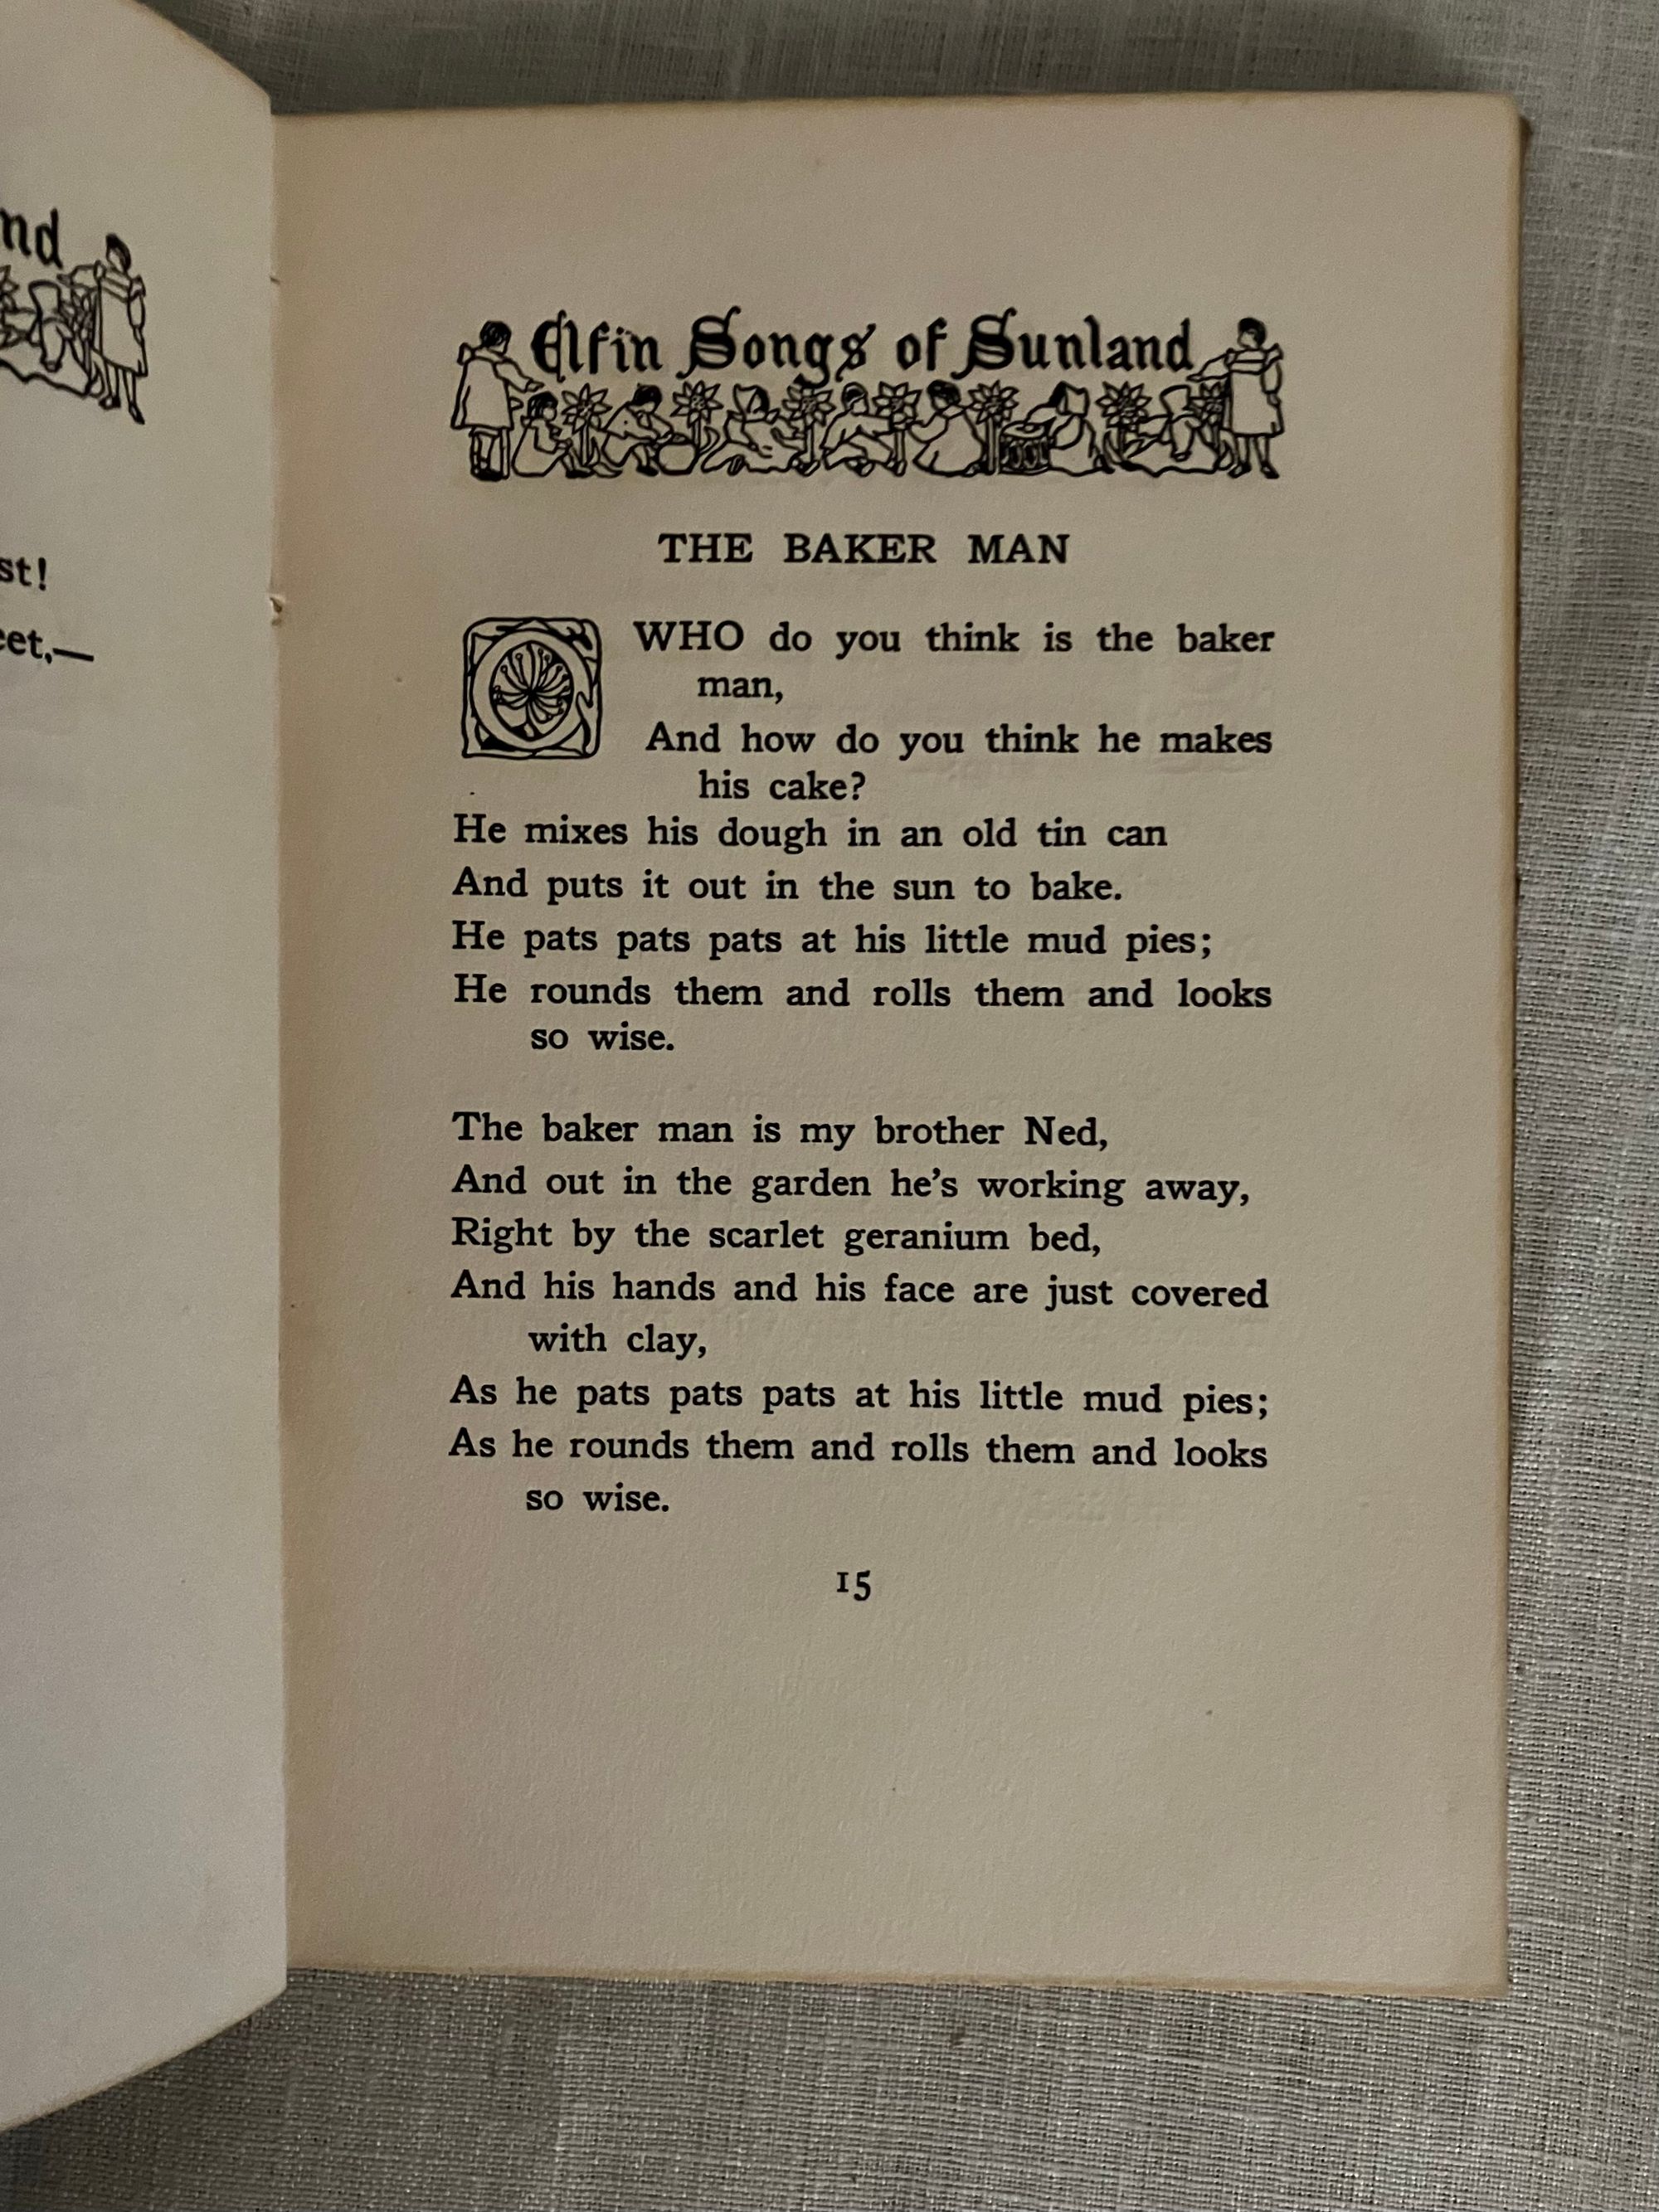 nd
st!
eet,—
Elfin Songs of Sunland
THE BAKER MAN
WHO do you think is the baker
man,
And how do you think he makes
his cake?
He mixes his dough in an old tin can
And puts it out in the sun to bake.
He pats pats pats at his little mud pies;
He rounds them and rolls them and looks
so wise.
The baker man is my brother Ned,
And out in the garden he's working away,
Right by the scarlet geranium bed,
And his hands and his face are just covered
with clay,
As he pats pats pats at his little mud pies;
As he rounds them and rolls them and looks
so wise.
15